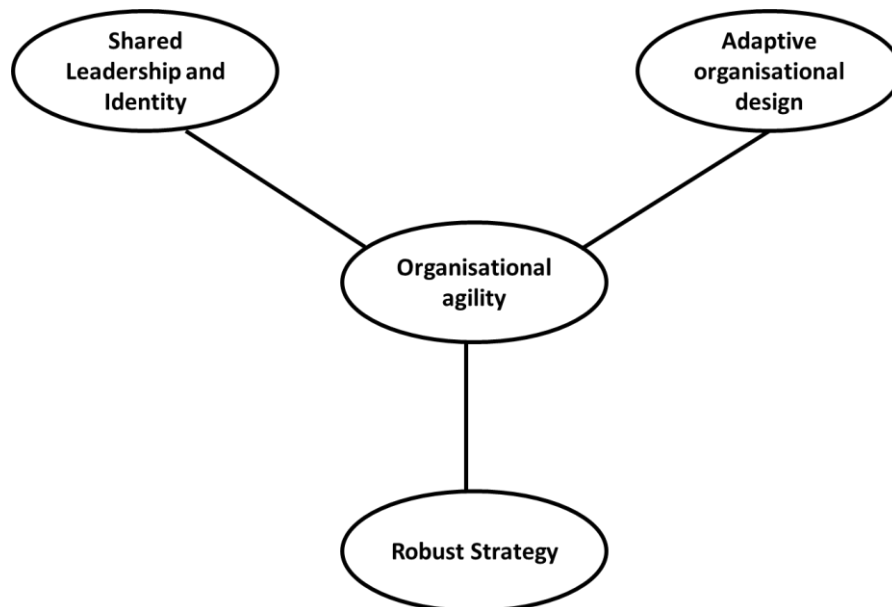 Shared
Leadership and
Identity
Adaptive
organisational
design
Organisational
agility
Robust Strategy